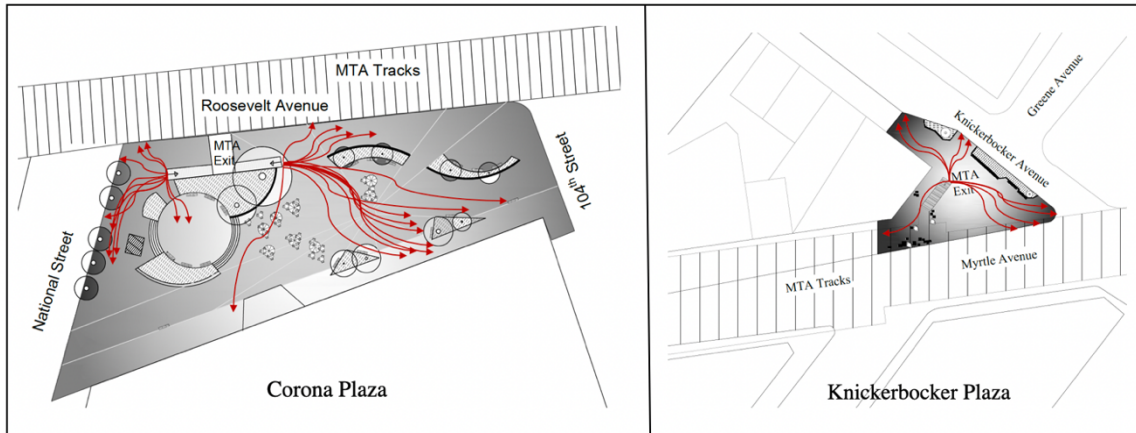 MTA Tracks
Roosevelt Avenue
MTA
Exit
National Street
104th Street
Corona Plaza
Greene Avenue
Knickerbocker Avenue
MTA
Exit
Myrtle Avenue
MTA Tracks
Knickerbocker Plaza